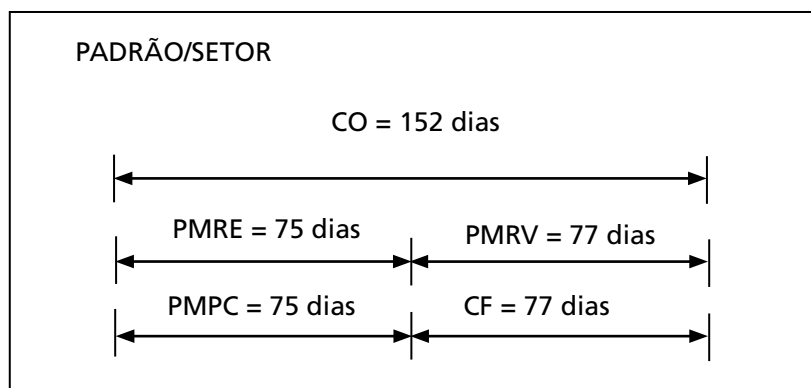 PADRÃO/SETOR
CO = 152 dias
PMRE = 75 dias PMRV = 77 dias
PMPC = 75 dias CF = 77 dias